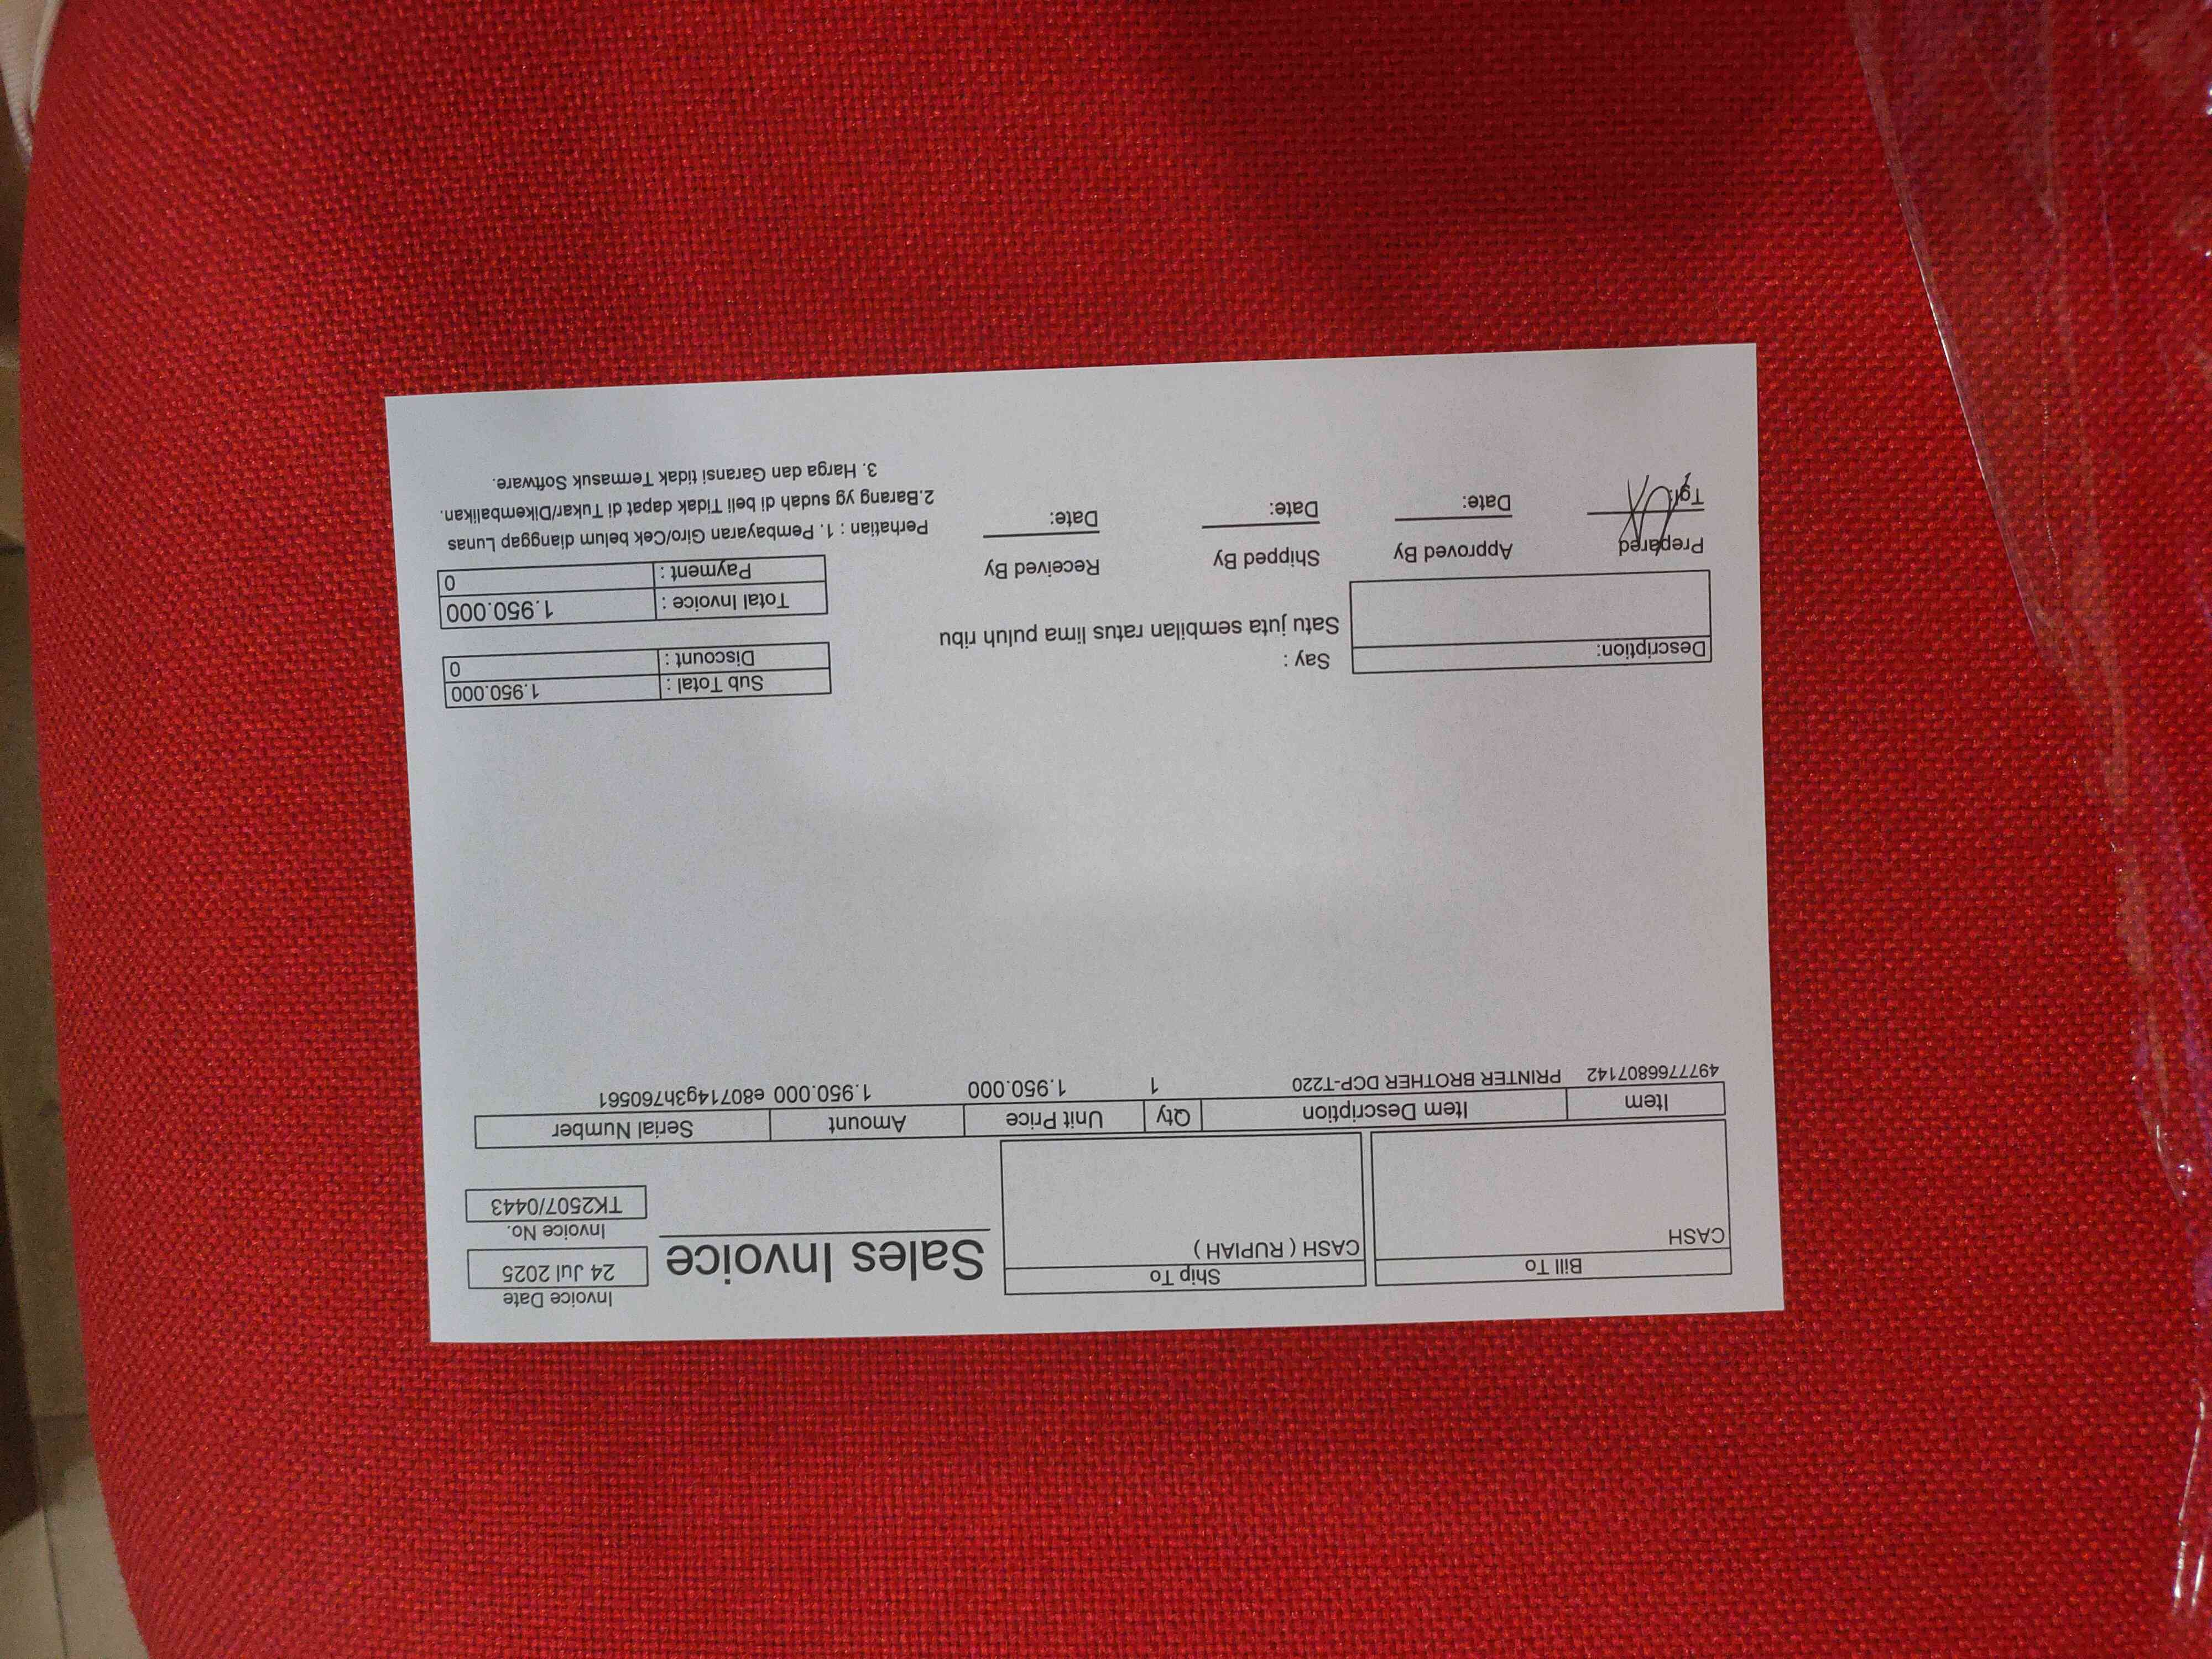 Bill To
CASH
Ship To
CASH ( RUPIAH )
Sales Invoice
Invoice Date
24 Jul 2025
Invoice No.
TK2507/0443
Item Item Description Qty Unit Price Amount Serial Number
4977766807142 PRINTER BROTHER DCP-T220 1 1.950.000 1.950.000 e80714g3h760561
Description:
Say :
Satu juta sembilan ratus lima puluh ribu
Sub Total : 1.950.000
Discount : 0
Total Invoice : 1.950.000
Payment : 0
Prepared Approved By Shipped By Received By
Tgl: Date: Date: Date:
Perhatian : 1. Pembayaran Giro/Cek belum dianggap Lunas
2.Barang yg sudah di beli Tidak dapat di Tukar/Dikembalikan.
3. Harga dan Garansi tidak Termasuk Software.